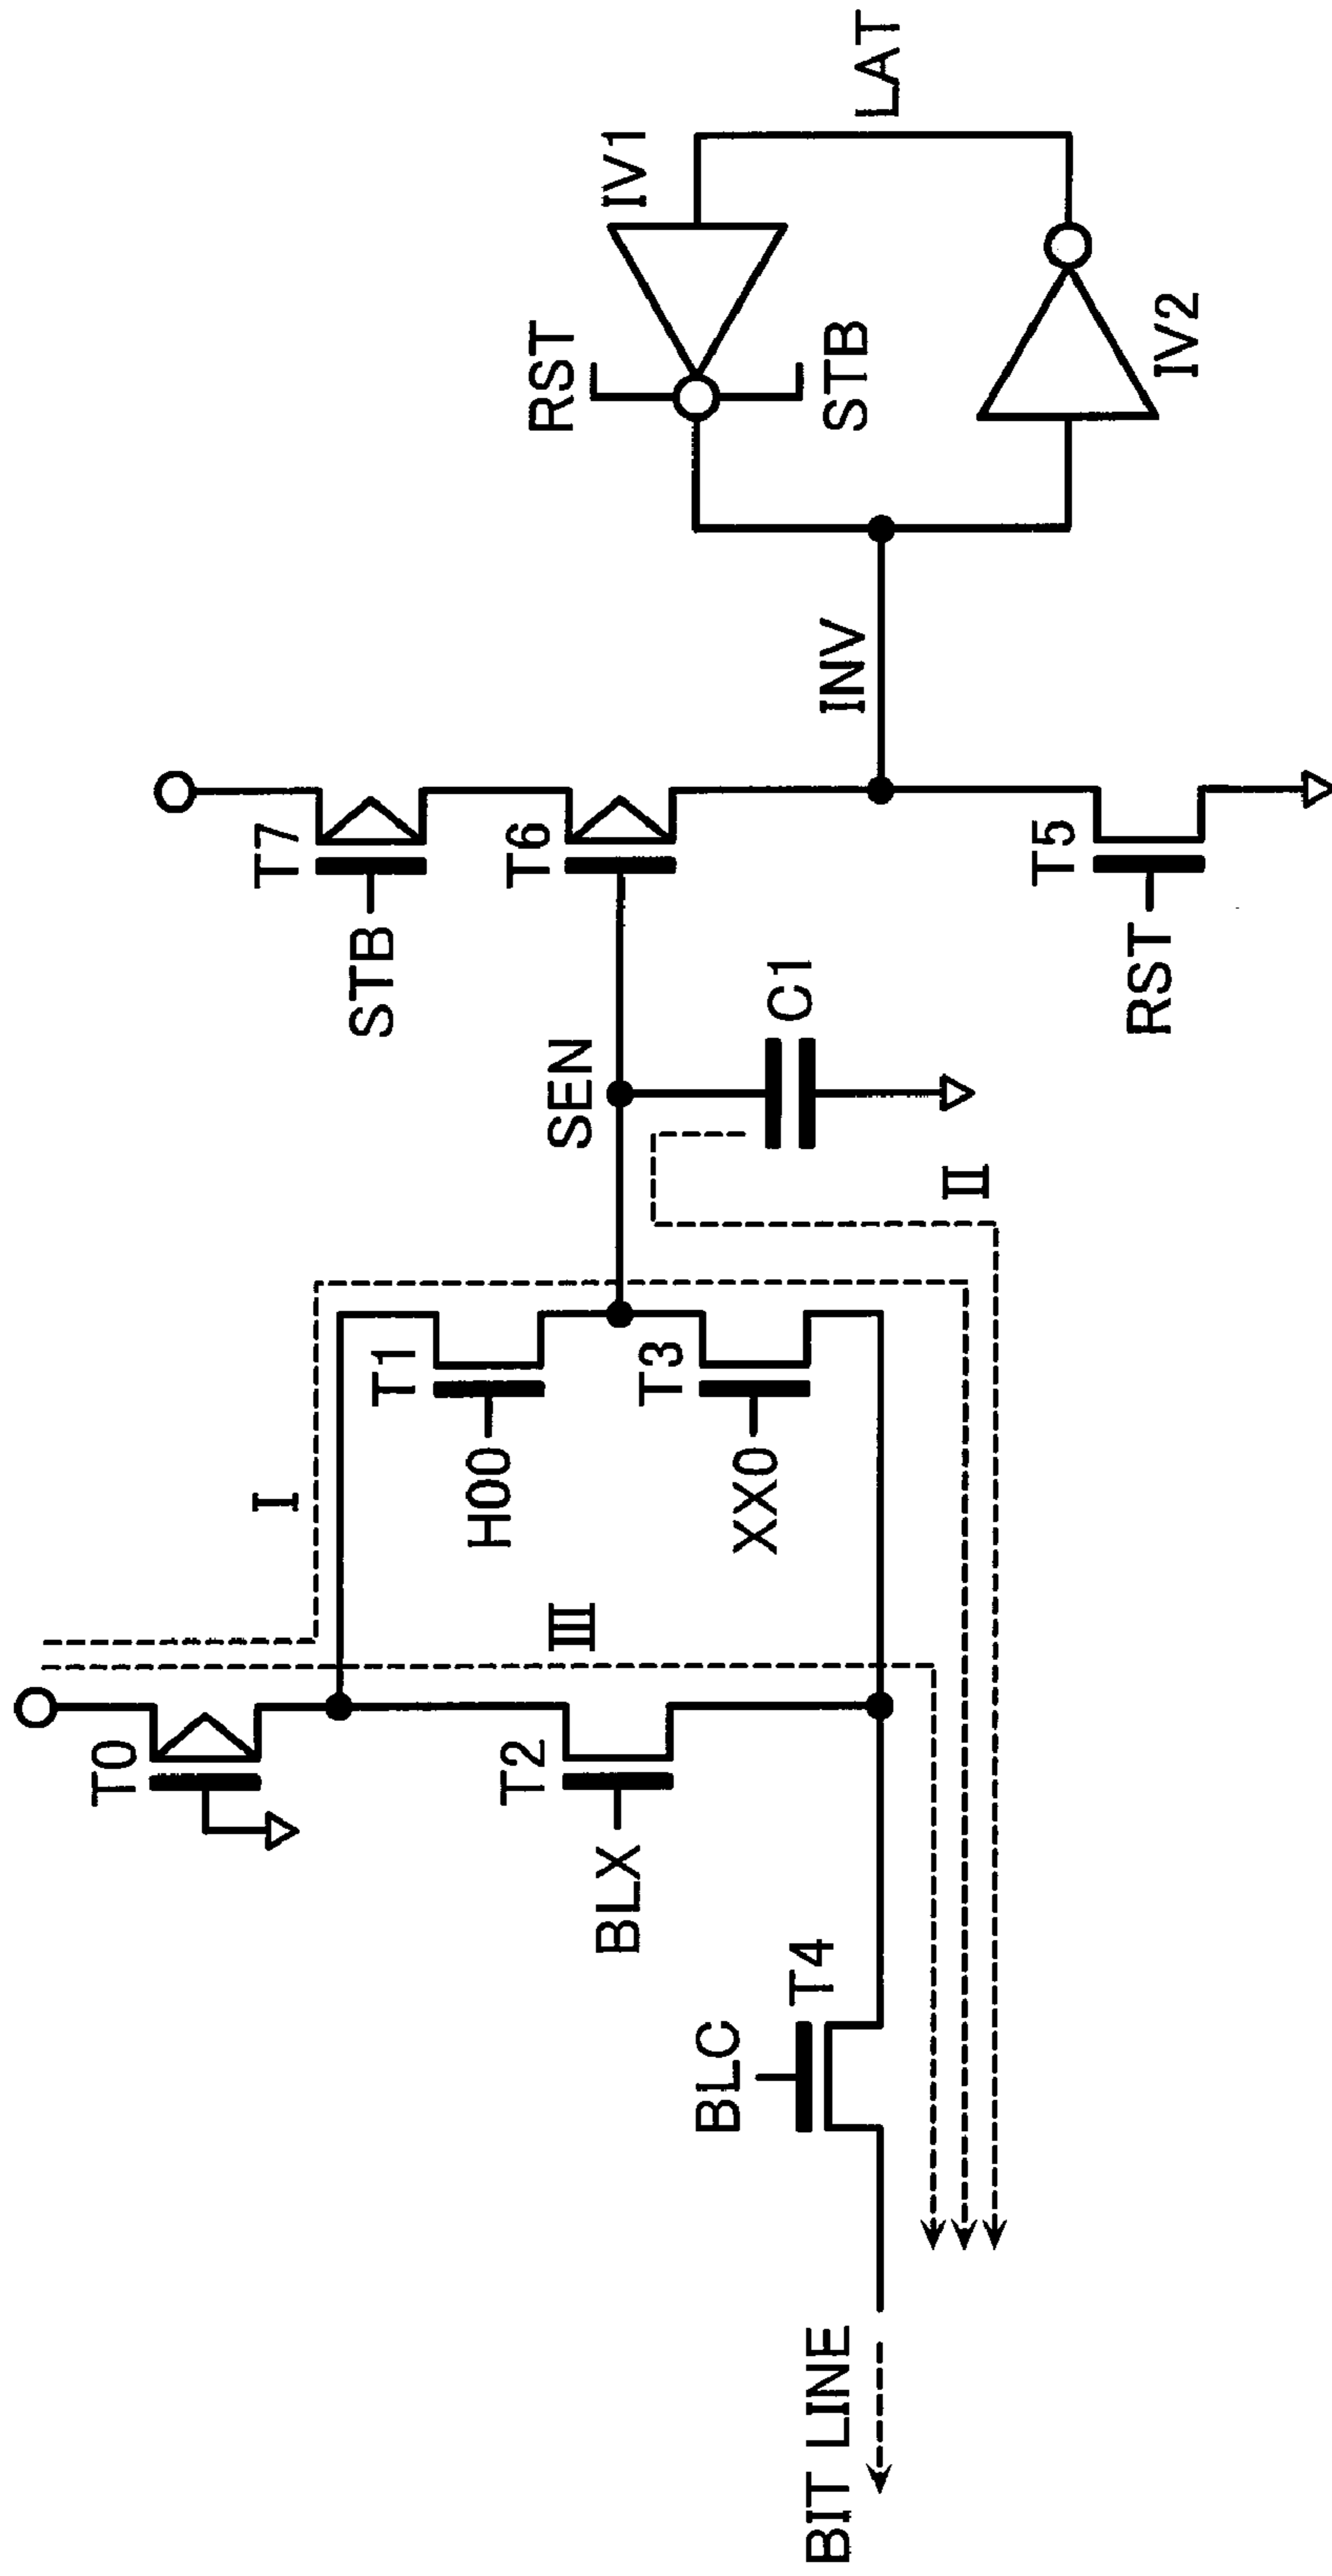 T0
I
T7
STB
BLX
T2
III
H00
T1
SEN
T6
RST
IV1
BLC
T4
XX0
T3
C1
INV
STB
LAT
BIT LINE
II
RST
T5
IV2